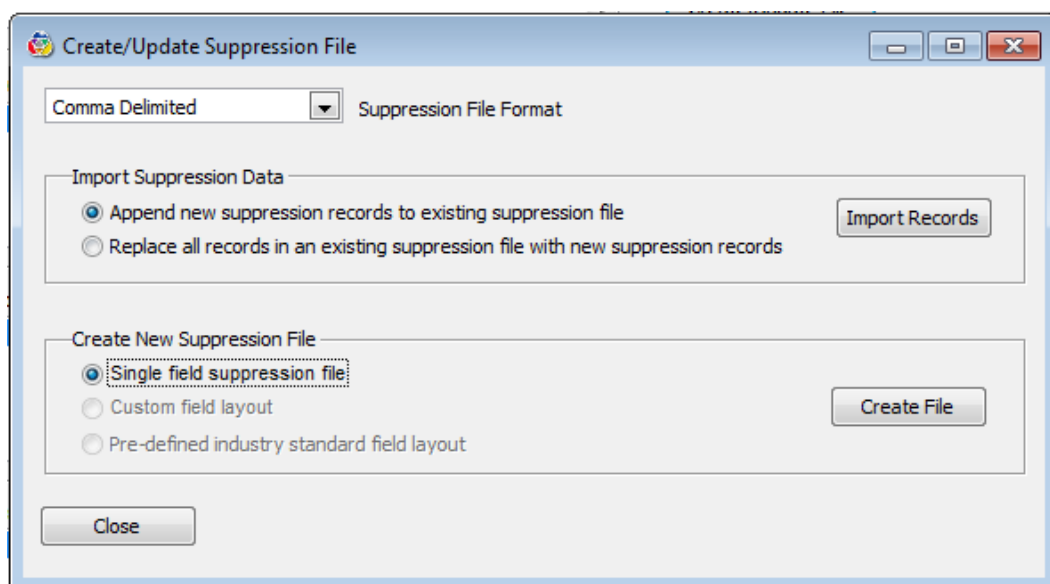 Create/Update Suppression File
Comma Delimited Suppression File Format
Import Suppression Data
Append new suppression records to existing suppression file
Import Records
Replace all records in an existing suppression file with new suppression records
Create New Suppression File
Single field suppression file
Custom field layout
Create File
Pre-defined industry standard field layout
Close